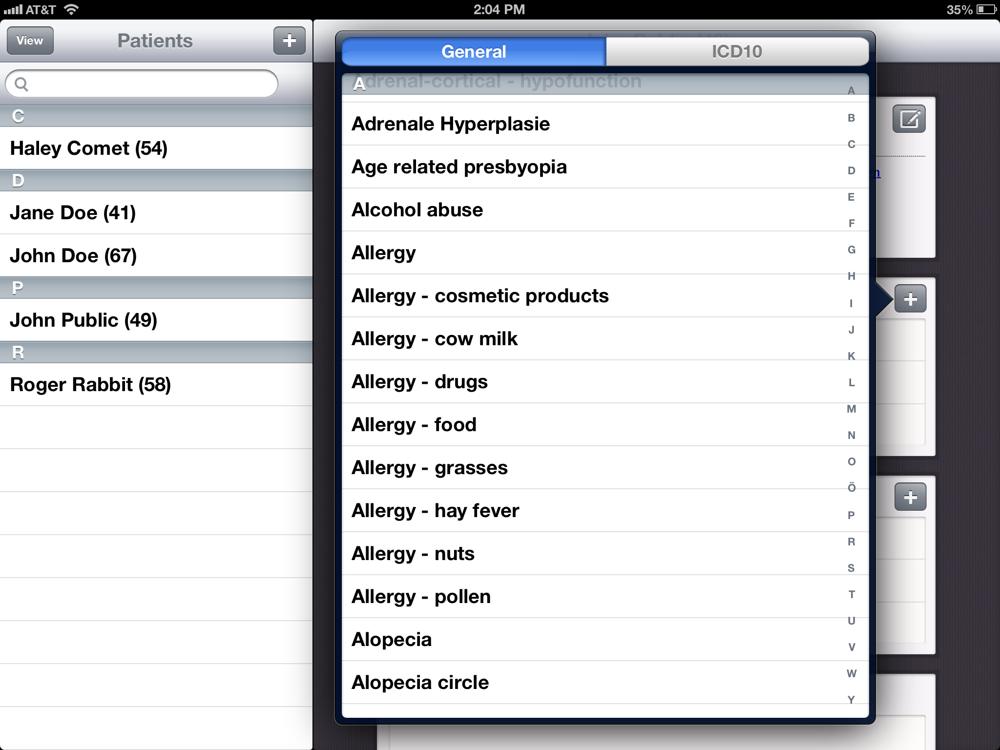 AT&T
2:04 PM
35%
View
Patients
C
Haley Comet (54)
D
Jane Doe (41)
John Doe (67)
P
John Public (49)
R
Roger Rabbit (58)
General
ICD10
A
Adrenal-cortical - hypofunction
Adrenale Hyperplasie
Age related presbyopia
Alcohol abuse
Allergy
Allergy - cosmetic products
Allergy - cow milk
Allergy - drugs
Allergy - food
Allergy - grasses
Allergy - hay fever
Allergy - nuts
Allergy - pollen
Alopecia
Alopecia circle
A
B
C
D
E
F
G
H
I
J
K
L
M
N
O
Ö
P
R
S
T
U
V
W
Y
m